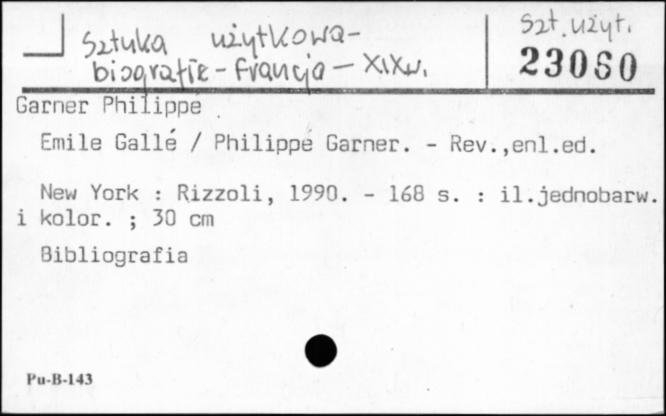 Sztuka użytkowa-
biografie-Francja-XIXw.
Szt.użyt.
23060
Garner Philippe
Emile Gallé / Philippe Garner. - Rev.,enl.ed.
New York : Rizzoli, 1990. - 168 s. : il.jednobarw.
i kolor. ; 30 cm
Bibliografia
Pu-B-143